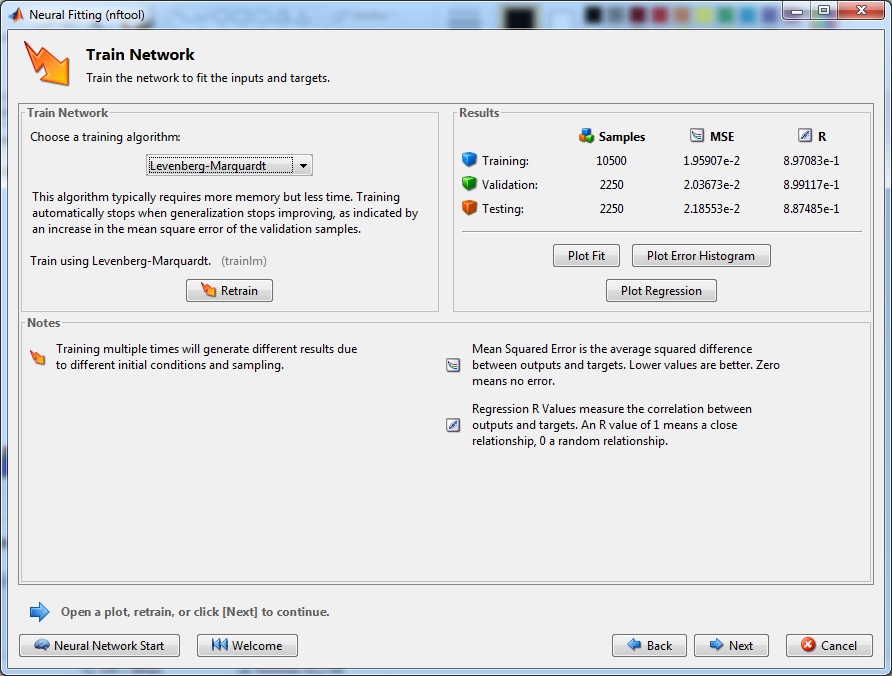 Neural Fitting (nftool)
Train Network
Train the network to fit the inputs and targets.
Train Network
Choose a training algorithm:
Levenberg-Marquardt
This algorithm typically requires more memory but less time. Training
automatically stops when generalization stops improving, as indicated by
an increase in the mean square error of the validation samples.
Train using Levenberg-Marquardt. (trainlm)
Retrain
Results
Samples MSE R
Training: 10500 1.95907e-2 8.97083e-1
Validation: 2250 2.03673e-2 8.99117e-1
Testing: 2250 2.18553e-2 8.87485e-1
Plot Fit Plot Error Histogram
Plot Regression
Notes
Training multiple times will generate different results due
to different initial conditions and sampling.
Mean Squared Error is the average squared difference
between outputs and targets. Lower values are better. Zero
means no error.
Regression R Values measure the correlation between
outputs and targets. An R value of 1 means a close
relationship, 0 a random relationship.
Open a plot, retrain, or click [Next] to continue.
Neural Network Start Welcome Back Next Cancel